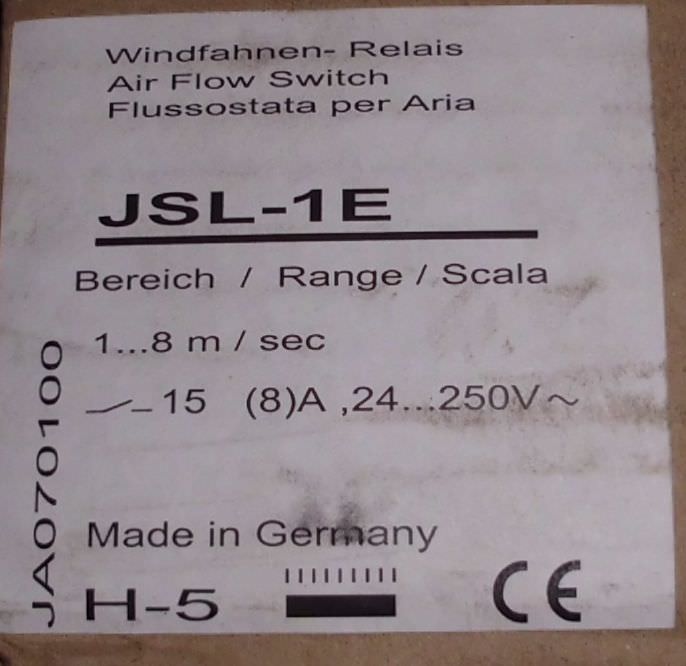 Windfahnen- Relais
Air Flow Switch
Flussostata per Aria
JSL-1E
Bereich / Range / Scala
1...8 m / sec
15 (8)A ,24...250V~
Made in Germany
H-5
CE
JA070100